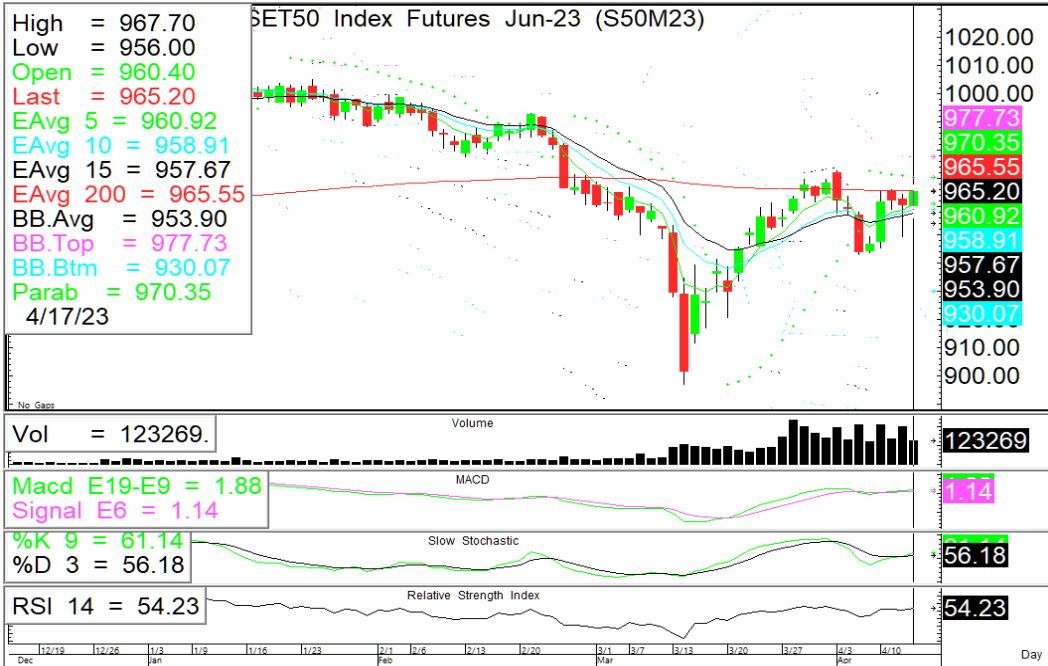 SET50 Index Futures Jun-23 (S50M23)
High = 967.70
Low = 956.00
Open = 960.40
Last = 965.20
EAvg 5 = 960.92
EAvg 10 = 958.91
EAvg 15 = 957.67
EAvg 200 = 965.55
BB.Avg = 953.90
BB.Top = 977.73
BB.Btm = 930.07
Parab = 970.35
4/17/23
1020.00
1010.00
1000.00
977.73
970.35
965.55
965.20
960.92
958.91
957.67
953.90
930.07
910.00
900.00
No Gaps
Volume
Vol = 123269.
123269
MACD
Macd E19-E9 = 1.88
Signal E6 = 1.14
1.14
Slow Stochastic
%K 9 = 61.14
%D 3 = 56.18
56.18
Relative Strength Index
RSI 14 = 54.23
54.23
12/19 12/26 1/3 1/9 1/16 1/23 2/1 2/6 2/13 2/20 3/1 3/7 3/13 3/20 3/27 4/3 4/10
Dec Jan Feb Mar Apr Day